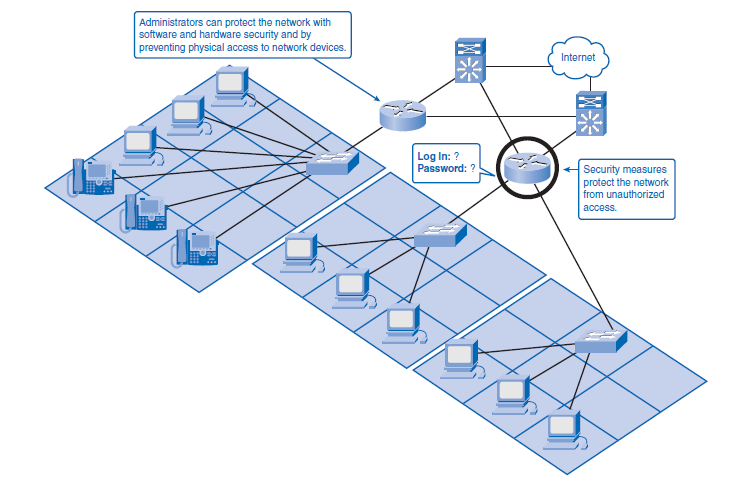 Administrators can protect the network with
software and hardware security and by
preventing physical access to network devices.
Internet
Log In: ?
Password: ?
Security measures
protect the network
from unauthorized
access.